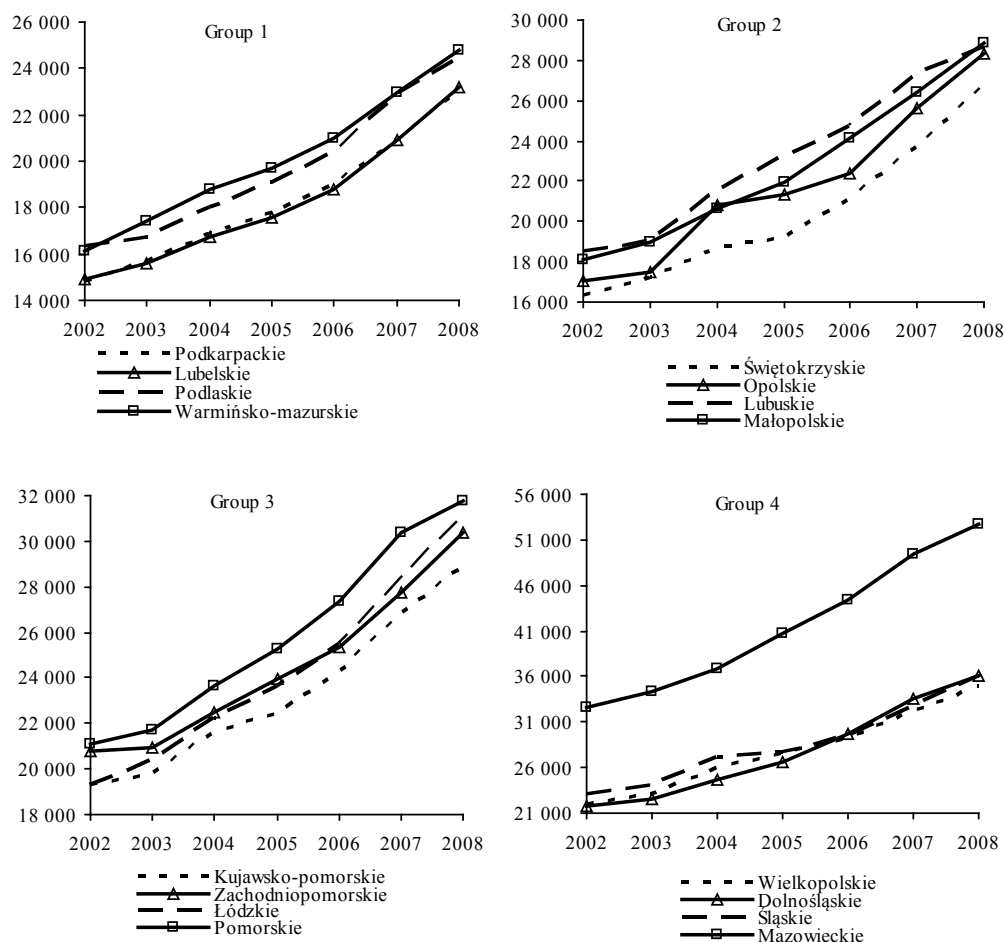 Group 1
26 000
24 000
22 000
20 000
18 000
16 000
14 000
2002 2003 2004 2005 2006 2007 2008
Podkarpackie
Lubelskie
Podlaskie
Warmińsko-mazurskie
Group 2
30 000
28 000
26 000
24 000
22 000
20 000
18 000
16 000
2002 2003 2004 2005 2006 2007 2008
Świętokrzyskie
Opolskie
Lubuskie
Małopolskie
Group 3
32 000
30 000
28 000
26 000
24 000
22 000
20 000
18 000
2002 2003 2004 2005 2006 2007 2008
Kujawsko-pomorskie
Zachodniopomorskie
Łódzkie
Pomorskie
Group 4
56 000
51 000
46 000
41 000
36 000
31 000
26 000
21 000
2002 2003 2004 2005 2006 2007 2008
Wielkopolskie
Dolnośląskie
Śląskie
Mazowieckie